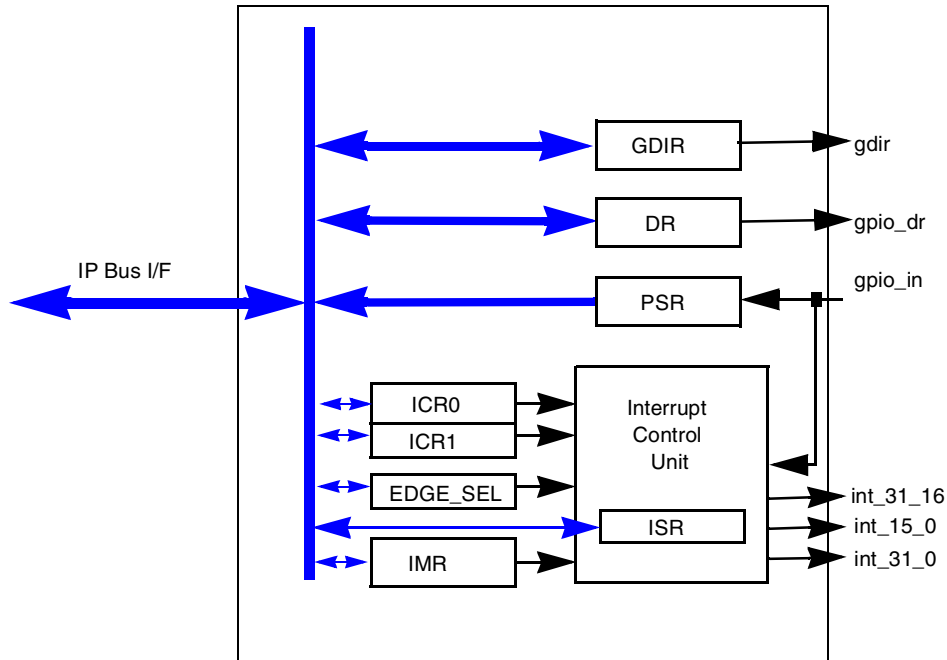 GDIR
gdir
DR
gpio_dr
IP Bus I/F
gpio_in
PSR
ICR0
ICR1
Interrupt
Control
Unit
EDGE_SEL
int_31_16
ISR
int_15_0
IMR
int_31_0